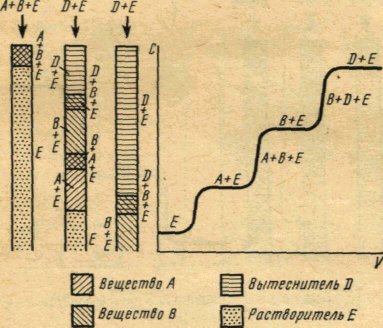 A+B+E D+E D+E
A+B+E
E
D+E
D+B+E
B+E
B+A+E
A+E
E
D+E
D+B+E
B+E
C
E
A+E
A+B+E
B+E
B+D+E
D+E
V
Вещество A
Вытеснитель D
Вещество B
Растворитель E